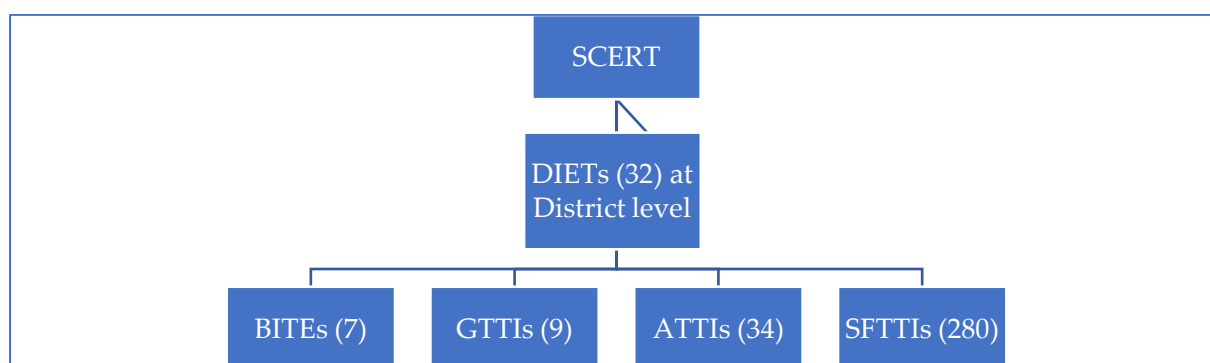 SCERT
DIETs (32) at
District level
BITEs (7)
GTTIs (9)
ATTIs (34)
SFTTIs (280)